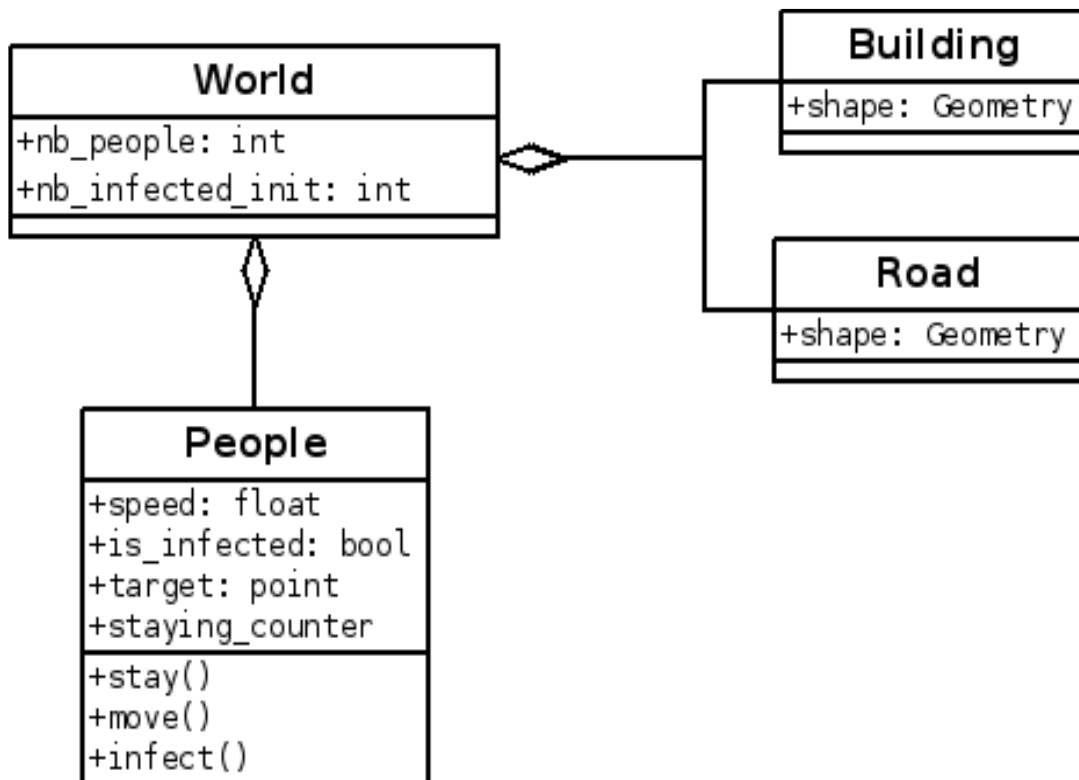 World
+nb_people: int
+nb_infected_init: int
Building
+shape: Geometry
Road
+shape: Geometry
People
+speed: float
+is_infected: bool
+target: point
+staying_counter
+stay()
+move()
+infect()